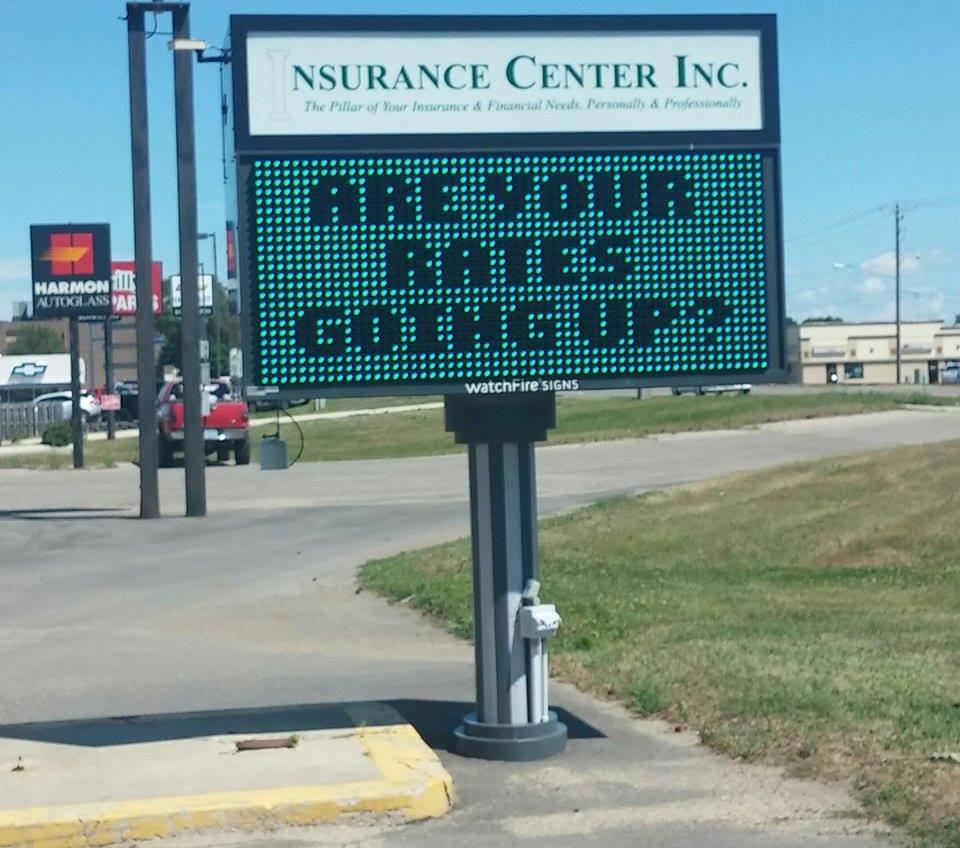 INSURANCE CENTER INC.
The Pillar of Your Insurance & Financial Needs. Personally & Professionally
ARE YOUR
RATES
GOING UP?
watchFire SIGNS
HARMON
AUTOGLASS
PARTS